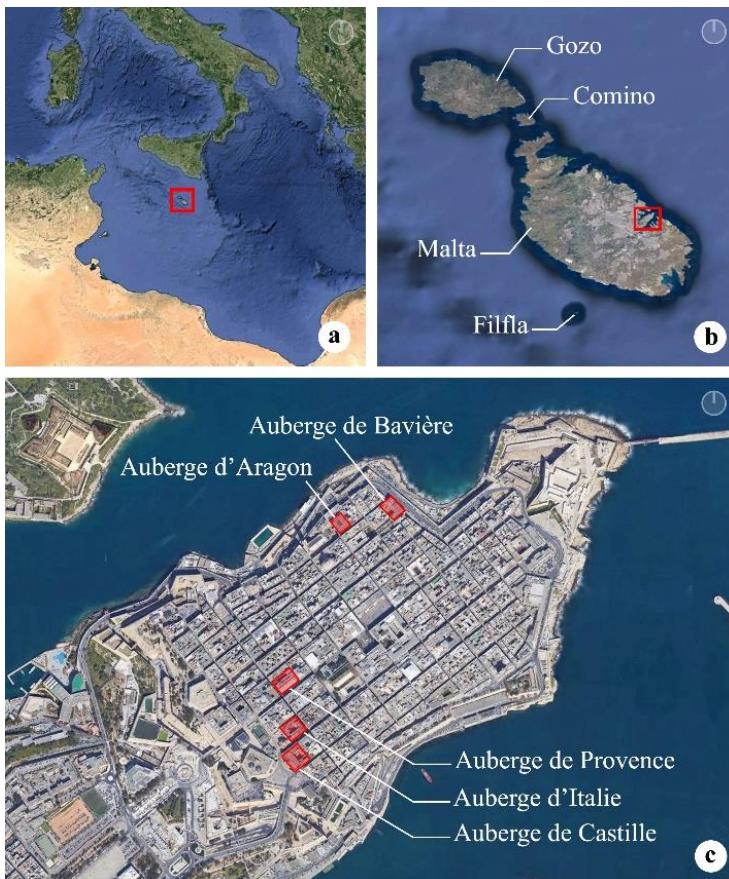 a
Gozo
Comino
Malta
Filfla
b
Auberge de Bavière
Auberge d’Aragon
Auberge de Provence
Auberge d’Italie
Auberge de Castille
c